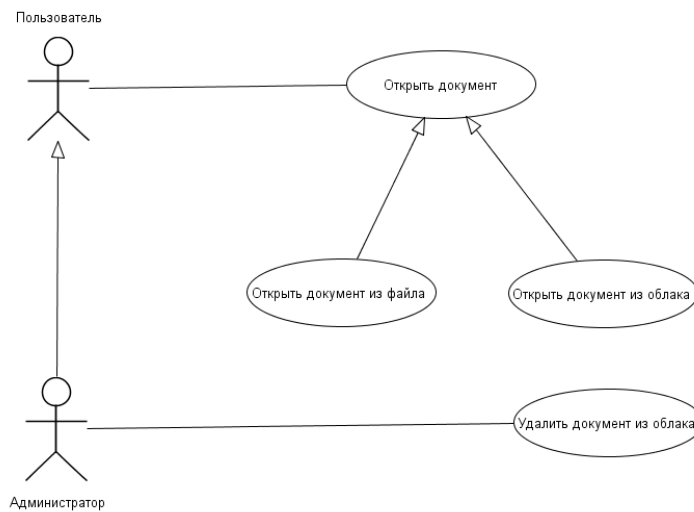 Пользователь
Открыть документ
Открыть документ из файла
Открыть документ из облака
Удалить документ из облака
Администратор